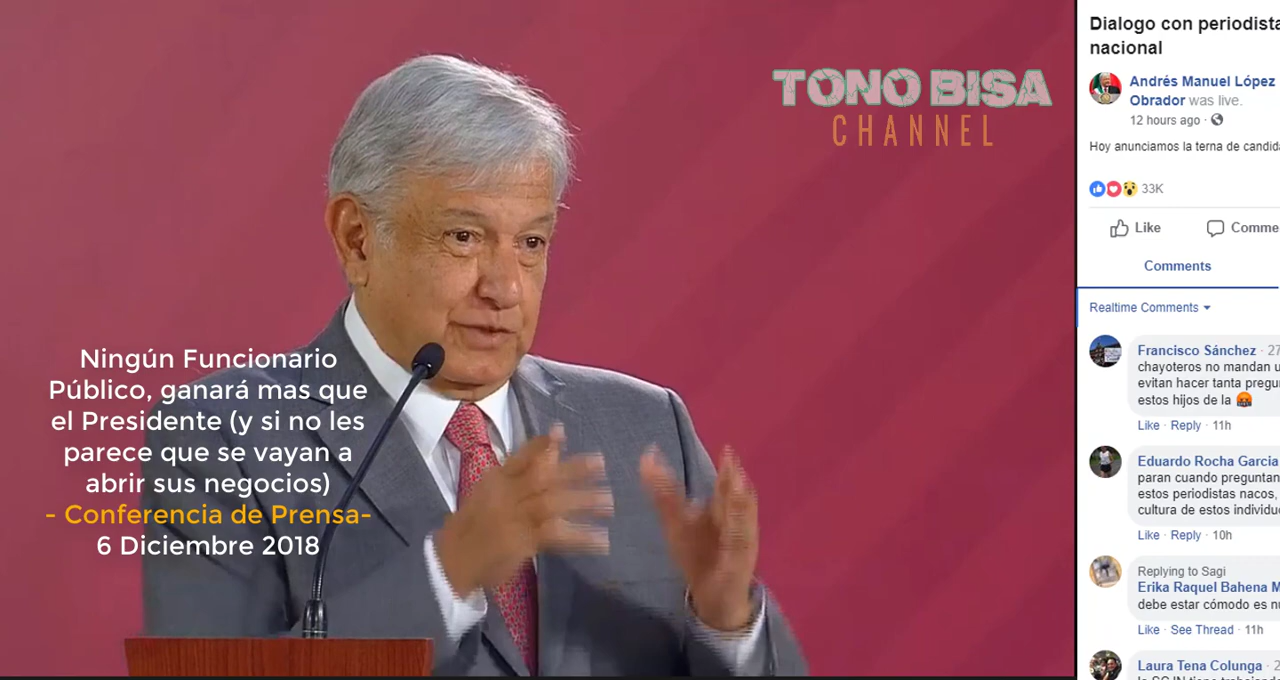 TONO BISA
CHANNEL
Ningún Funcionario
Público, ganará mas que
el Presidente (y si no les
parece que se vayan a
abrir sus negocios)
- Conferencia de Prensa-
6 Diciembre 2018
Dialogo con periodista
nacional
Andrés Manuel López
Obrador was live.
12 hours ago ·
Hoy anunciamos la terna de candida
33K
Like
Comme
Comments
Realtime Comments
Francisco Sánchez · 27
chayoteros no mandan u
evitan hacer tanta pregu
estos hijos de la
Like · Reply · 11h
Eduardo Rocha Garcia
paran cuando preguntan
estos periodistas nacos,
cultura de estos individu
Like · Reply · 10h
Replying to Sagi
Erika Raquel Bahena M
debe estar cómodo es nu
Like · See Thread · 11h
Laura Tena Colunga · 2